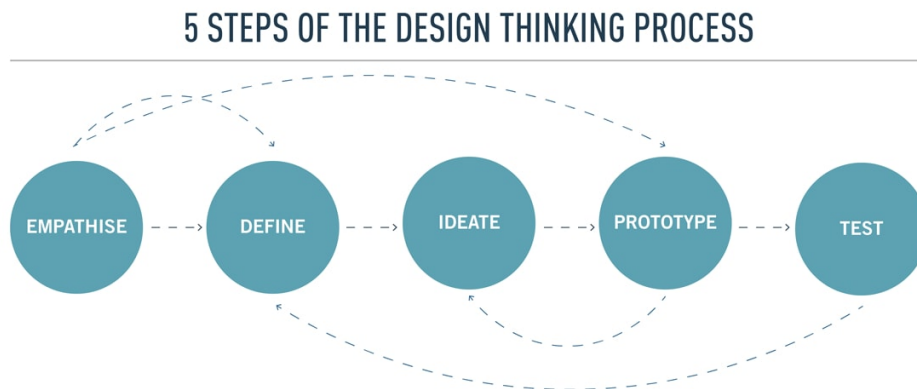 5 STEPS OF THE DESIGN THINKING PROCESS
EMPATHISE
DEFINE
IDEATE
PROTOTYPE
TEST